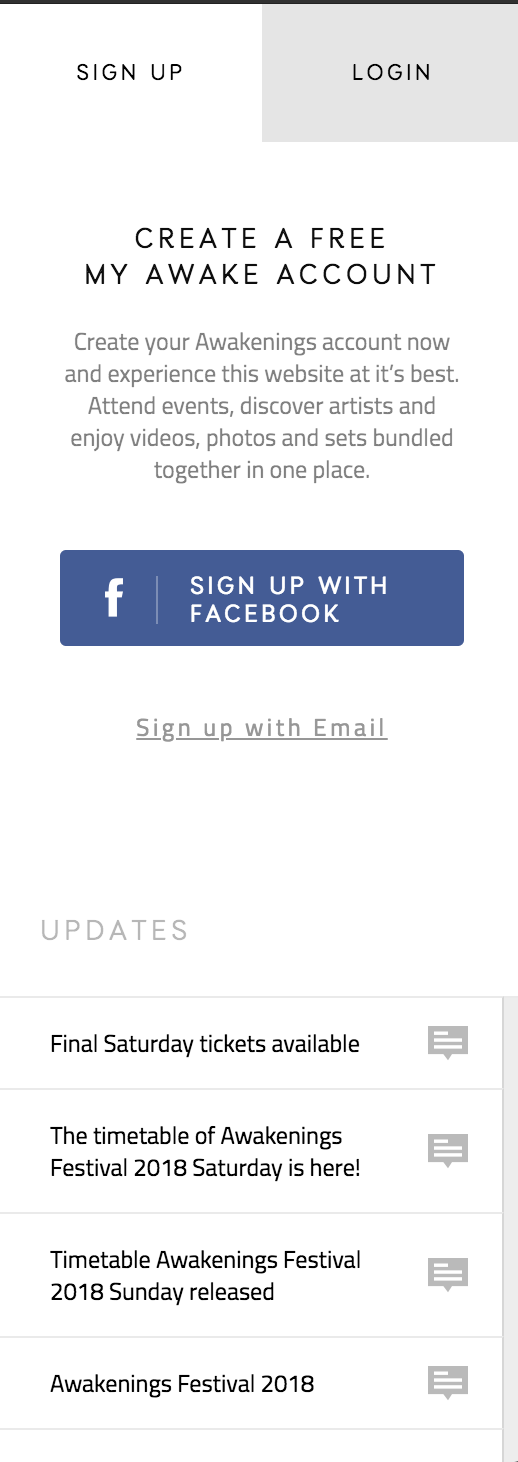 SIGN UP
LOGIN
CREATE A FREE
MY AWAKE ACCOUNT
Create your Awakenings account now
and experience this website at it's best.
Attend events, discover artists and
enjoy videos, photos and sets bundled
together in one place.
f
SIGN UP WITH
FACEBOOK
Sign up with Email
UPDATES
Final Saturday tickets available
The timetable of Awakenings
Festival 2018 Saturday is here!
Timetable Awakenings Festival
2018 Sunday released
Awakenings Festival 2018